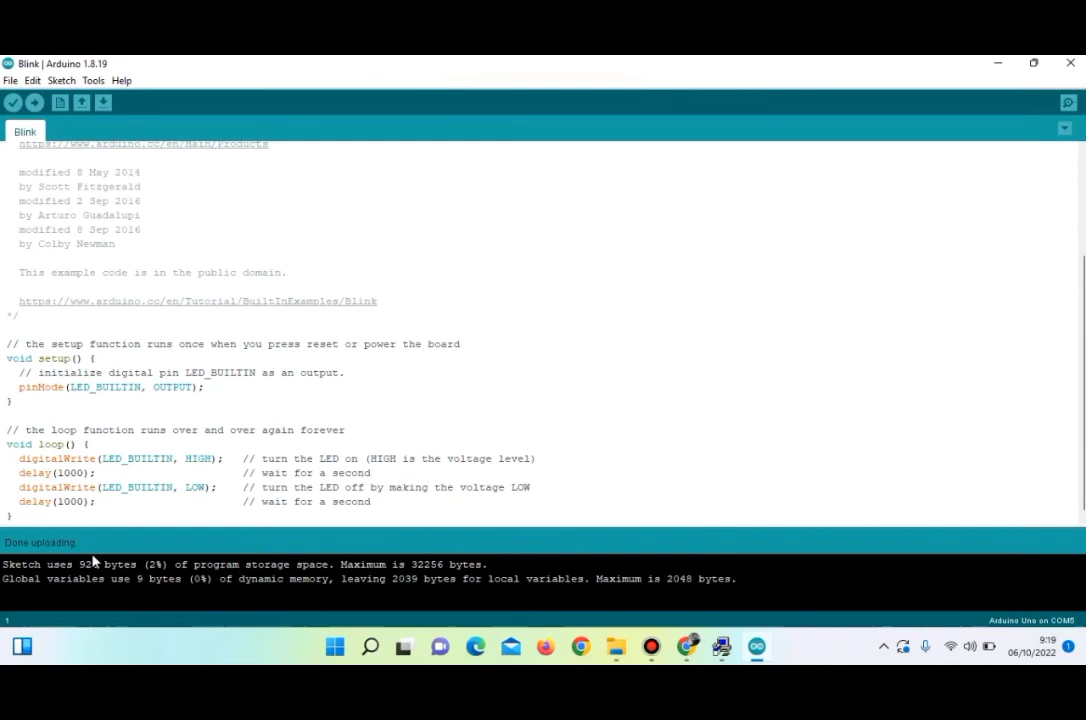 Blink | Arduino 1.8.19
File Edit Sketch Tools Help
Blink
https://www.arduino.cc/en/Main/Products
modified 8 May 2014
by Scott Fitzgerald
modified 2 Sep 2016
by Arturo Guadalupi
modified 8 Sep 2016
by Colby Newman
This example code is in the public domain.
https://www.arduino.cc/en/Tutorial/BuiltInExamples/Blink
*/
// the setup function runs once when you press reset or power the board
void setup() {
// initialize digital pin LED_BUILTIN as an output.
pinMode(LED_BUILTIN, OUTPUT);
}
// the loop function runs over and over again forever
void loop() {
digitalWrite(LED_BUILTIN, HIGH); // turn the LED on (HIGH is the voltage level)
delay(1000); // wait for a second
digitalWrite(LED_BUILTIN, LOW); // turn the LED off by making the voltage LOW
delay(1000); // wait for a second
}
Done uploading.
Sketch uses bytes (2%) of program storage space. Maximum is 32256 bytes.
Global variables use 9 bytes (0%) of dynamic memory, leaving 2039 bytes for local variables. Maximum is 2048 bytes.
1
Arduino Uno on COM5
9:19
06/10/2022
1